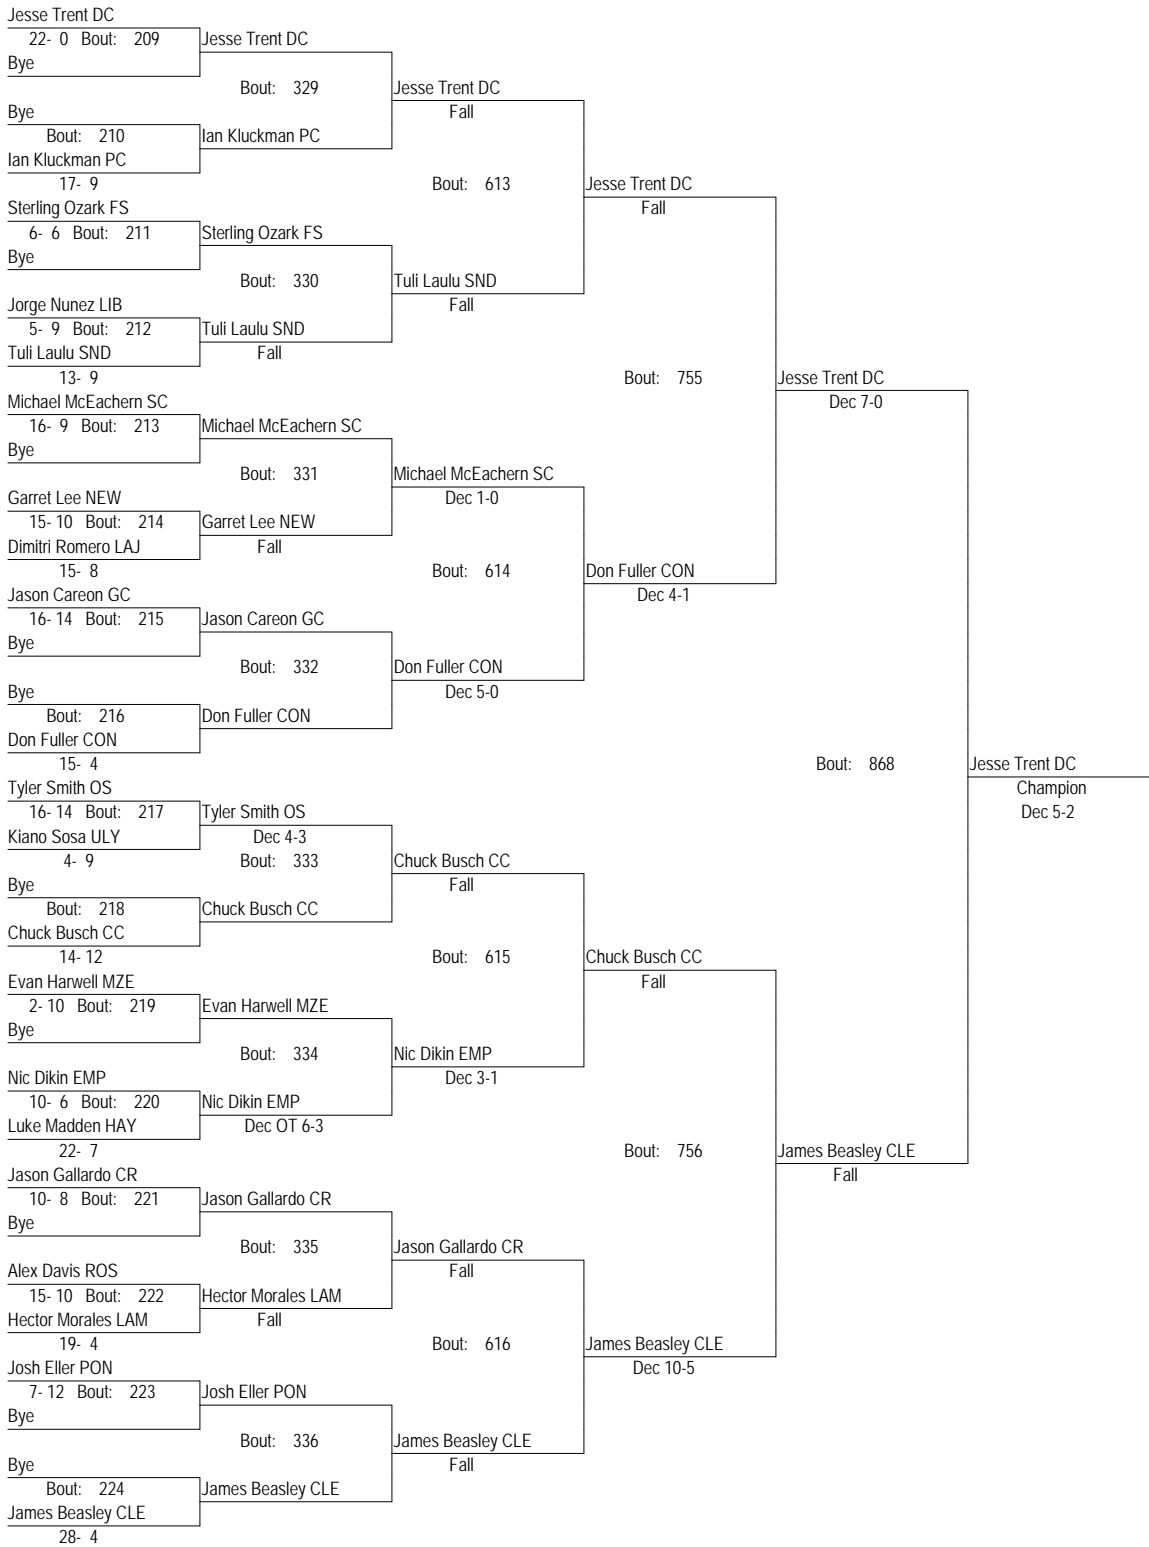 Jesse Trent DC
22- 0 Bout: 209 Jesse Trent DC
Bye
Bout: 329 Jesse Trent DC
Fall
Bye
Bout: 210 Ian Kluckman PC
Ian Kluckman PC
17- 9 Bout: 613 Jesse Trent DC
Sterling Ozark FS Fall
6- 6 Bout: 211 Sterling Ozark FS
Bye
Bout: 330 Tuli Laulu SND
Jorge Nunez LIB Fall
5- 9 Bout: 212 Tuli Laulu SND
Tuli Laulu SND Fall
13- 9 Bout: 755 Jesse Trent DC
Michael McEachern SC Dec 7-0
16- 9 Bout: 213 Michael McEachern SC
Bye
Bout: 331 Michael McEachern SC
Garret Lee NEW Dec 1-0
15- 10 Bout: 214 Garret Lee NEW
Dimitri Romero LAJ Fall
15- 8 Bout: 614 Don Fuller CON
Jason Careon GC Dec 4-1
16- 14 Bout: 215 Jason Careon GC
Bye
Bout: 332 Don Fuller CON
Bye Dec 5-0
Bout: 216 Don Fuller CON
Don Fuller CON
15- 4 Bout: 868 Jesse Trent DC
Tyler Smith OS Champion
16- 14 Bout: 217 Tyler Smith OS Dec 5-2
Kiano Sosa ULY Dec 4-3
4- 9 Bout: 333 Chuck Busch CC
Bye Fall
Bout: 218 Chuck Busch CC
Chuck Busch CC
14- 12 Bout: 615 Chuck Busch CC
Evan Harwell MZE Fall
2- 10 Bout: 219 Evan Harwell MZE
Bye
Bout: 334 Nic Dikin EMP
Nic Dikin EMP Dec 3-1
10- 6 Bout: 220 Nic Dikin EMP
Luke Madden HAY Dec OT 6-3
22- 7 Bout: 756 James Beasley CLE
Jason Gallardo CR Fall
10- 8 Bout: 221 Jason Gallardo CR
Bye
Bout: 335 Jason Gallardo CR
Alex Davis ROS Fall
15- 10 Bout: 222 Hector Morales LAM
Hector Morales LAM Fall
19- 4 Bout: 616 James Beasley CLE
Josh Eller PON Dec 10-5
7- 12 Bout: 223 Josh Eller PON
Bye
Bout: 336 James Beasley CLE
Bye Fall
Bout: 224 James Beasley CLE
James Beasley CLE
28- 4